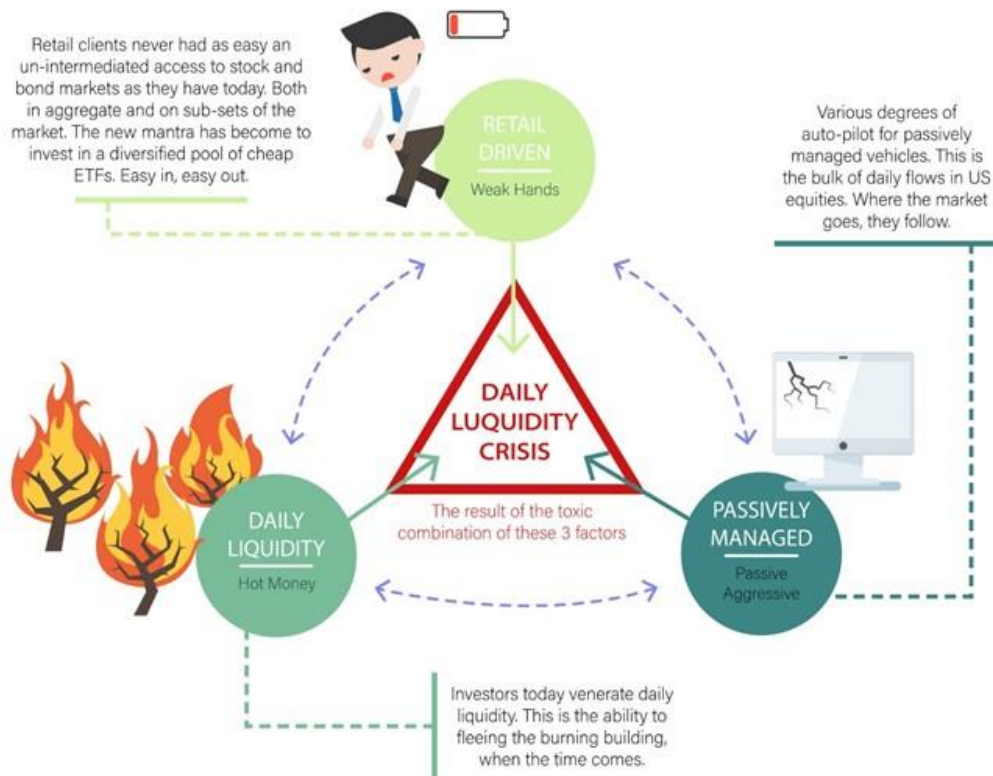 Retail clients never had as easy an
un-intermediated access to stock and
bond markets as they have today. Both
in aggregate and on sub-sets of the
market. The new mantra has become to
invest in a diversified pool of cheap
ETFs. Easy in, easy out.
RETAIL
DRIVEN
Weak Hands
Various degrees of
auto-pilot for passively
managed vehicles. This is
the bulk of daily flows in US
equities. Where the market
goes, they follow.
DAILY
LUQUIDITY
CRISIS
The result of the toxic
combination of these 3 factors
DAILY
LIQUIDITY
Hot Money
PASSIVELY
MANAGED
Passive
Aggressive
Investors today venerate daily
liquidity. This is the ability to
fleeing the burning building,
when the time comes.